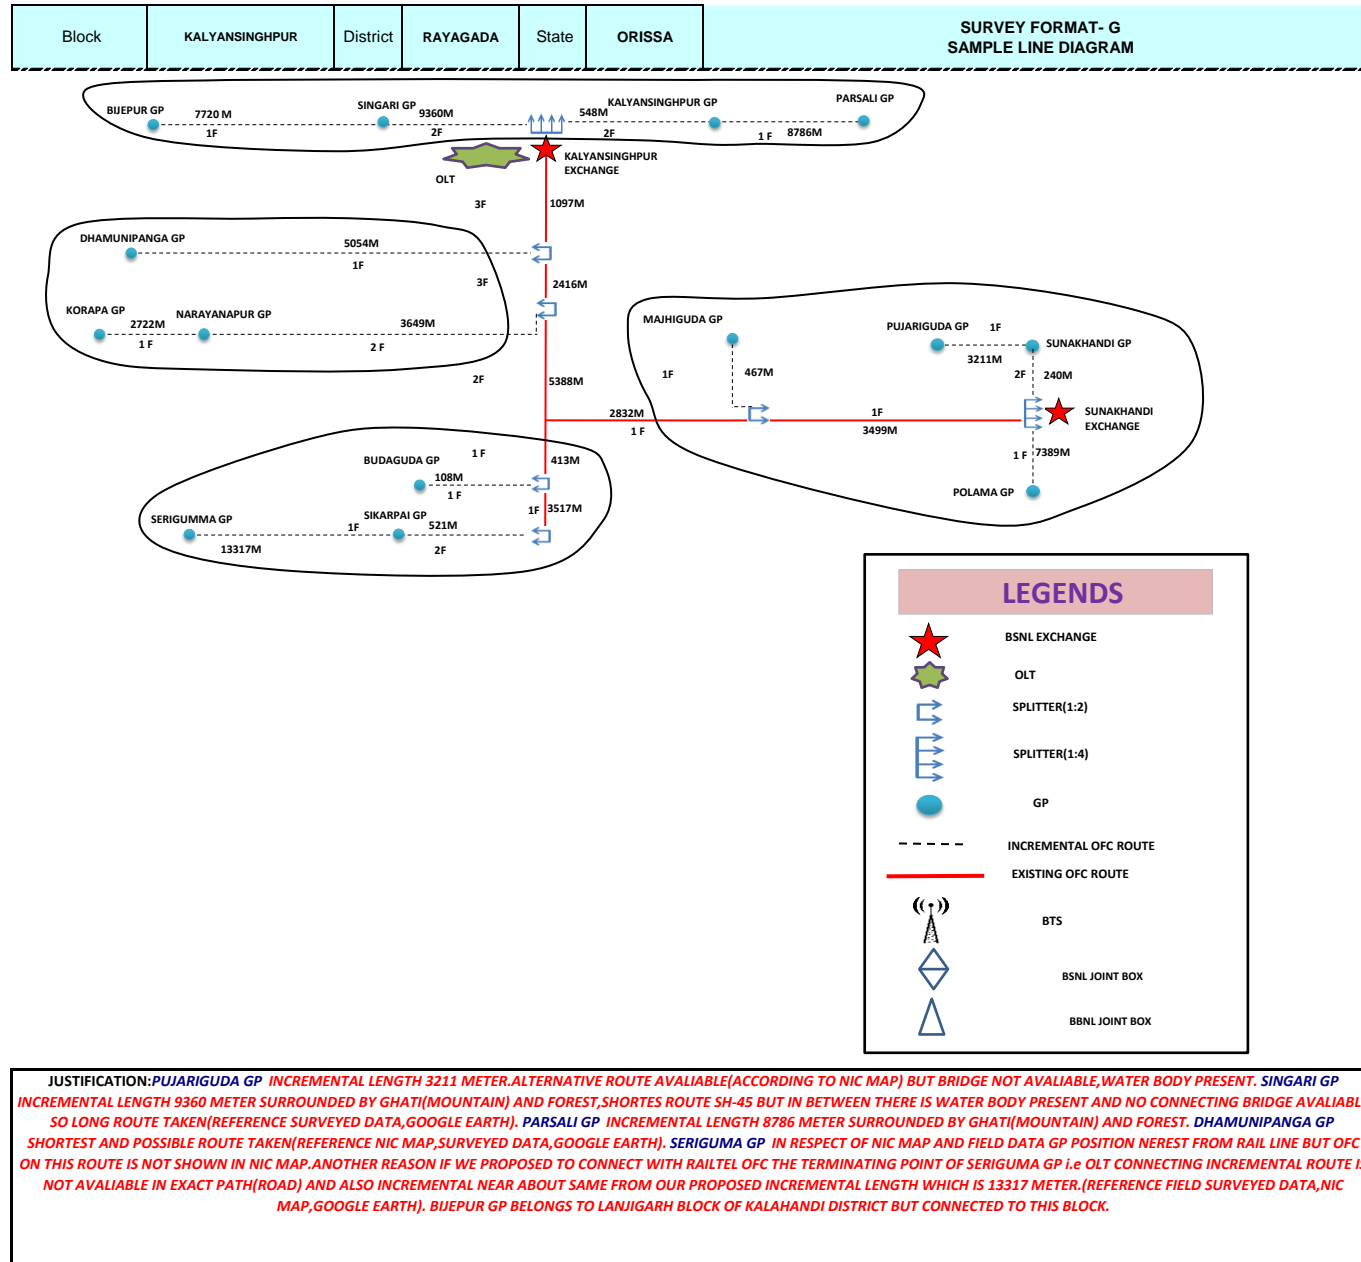 Block KALYANSINGHPUR District RAYAGADA State ORISSA SURVEY FORMAT- G
SAMPLE LINE DIAGRAM
BIJEPUR GP 7720 M 1F SINGARI GP 9360M 2F 548M 2F KALYANSINGHPUR GP 1 F 8786M PARSALI GP
OLT
KALYANSINGHPUR
EXCHANGE
3F 1097M
DHAMUNIPANGA GP 5054M 1F
3F 2416M
KORAPA GP 2722M 1 F NARAYANAPUR GP 3649M 2 F
2F 5388M
MAJHIGUDA GP 1F 467M
PUJARIGUDA GP 1F 3211M SUNAKHANDI GP
2F 240M
2832M 1 F 1F 3499M
SUNAKHANDI
EXCHANGE
1 F 7389M
POLAMA GP
1 F 413M
BUDAGUDA GP 108M 1 F
1F 3517M
SERIGUMMA GP 1F 13317M SIKARPAI GP 521M 2F
LEGENDS
BSNL EXCHANGE
OLT
SPLITTER(1:2)
SPLITTER(1:4)
GP
INCREMENTAL OFC ROUTE
EXISTING OFC ROUTE
BTS
BSNL JOINT BOX
BBNL JOINT BOX
JUSTIFICATION:PUJARIGUDA GP INCREMENTAL LENGTH 3211 METER.ALTERNATIVE ROUTE AVALIABLE(ACCORDING TO NIC MAP) BUT BRIDGE NOT AVALIABLE,WATER BODY PRESENT. SINGARI GP
INCREMENTAL LENGTH 9360 METER SURROUNDED BY GHATI(MOUNTAIN) AND FOREST,SHORTES ROUTE SH-45 BUT IN BETWEEN THERE IS WATER BODY PRESENT AND NO CONNECTING BRIDGE AVALIABL
SO LONG ROUTE TAKEN(REFERENCE SURVEYED DATA,GOOGLE EARTH). PARSALI GP INCREMENTAL LENGTH 8786 METER SURROUNDED BY GHATI(MOUNTAIN) AND FOREST. DHAMUNIPANGA GP
SHORTEST AND POSSIBLE ROUTE TAKEN(REFERENCE NIC MAP,SURVEYED DATA,GOOGLE EARTH). SERIGUMA GP IN RESPECT OF NIC MAP AND FIELD DATA GP POSITION NEREST FROM RAIL LINE BUT OFC
ON THIS ROUTE IS NOT SHOWN IN NIC MAP.ANOTHER REASON IF WE PROPOSED TO CONNECT WITH RAILTEL OFC THE TERMINATING POINT OF SERIGUMA GP i.e OLT CONNECTING INCREMENTAL ROUTE I
NOT AVALIABLE IN EXACT PATH(ROAD) AND ALSO INCREMENTAL NEAR ABOUT SAME FROM OUR PROPOSED INCREMENTAL LENGTH WHICH IS 13317 METER.(REFERENCE FIELD SURVEYED DATA,NIC
MAP,GOOGLE EARTH). BIJEPUR GP BELONGS TO LANJIGARH BLOCK OF KALAHANDI DISTRICT BUT CONNECTED TO THIS BLOCK.